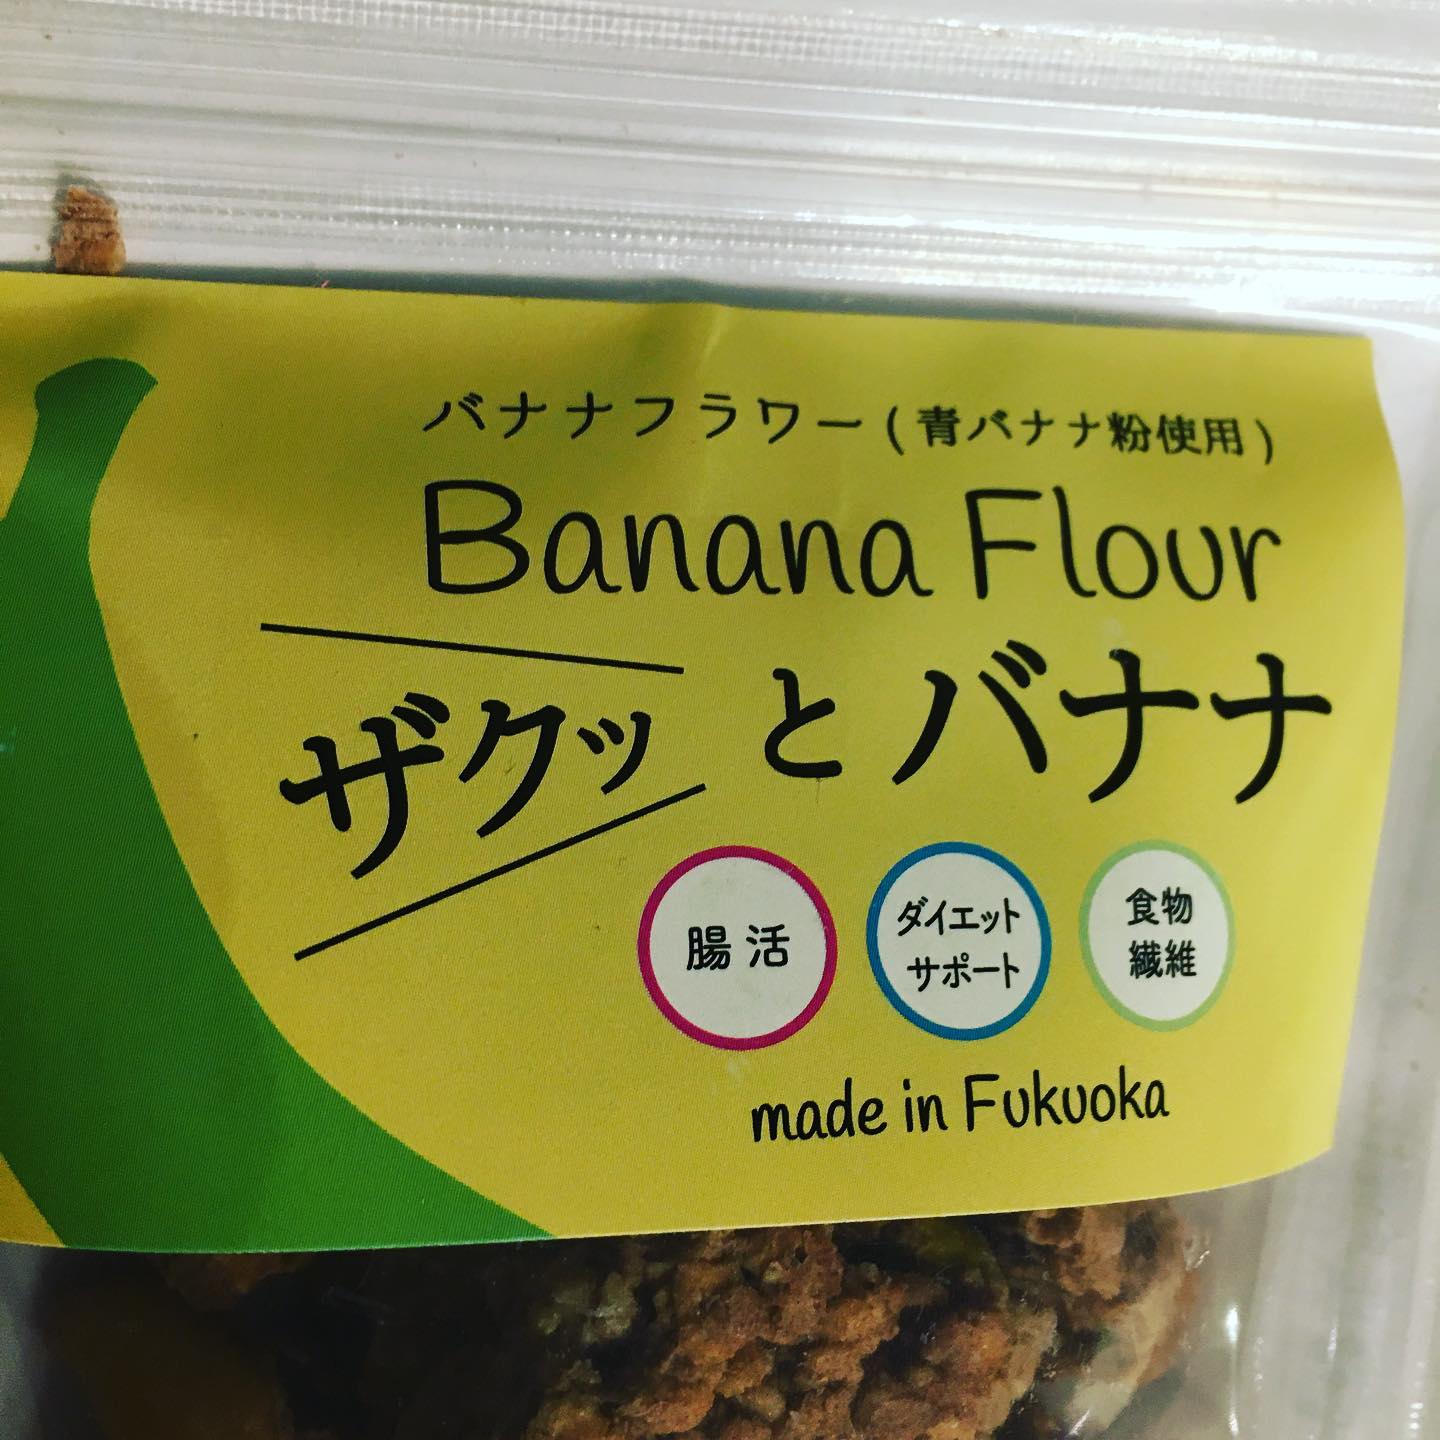 バナナフラワー(青バナナ粉使用)
Banana Flour
ザクッとバナナ
腸活
ダイエット
サポート
食物
繊維
made in Fukuoka